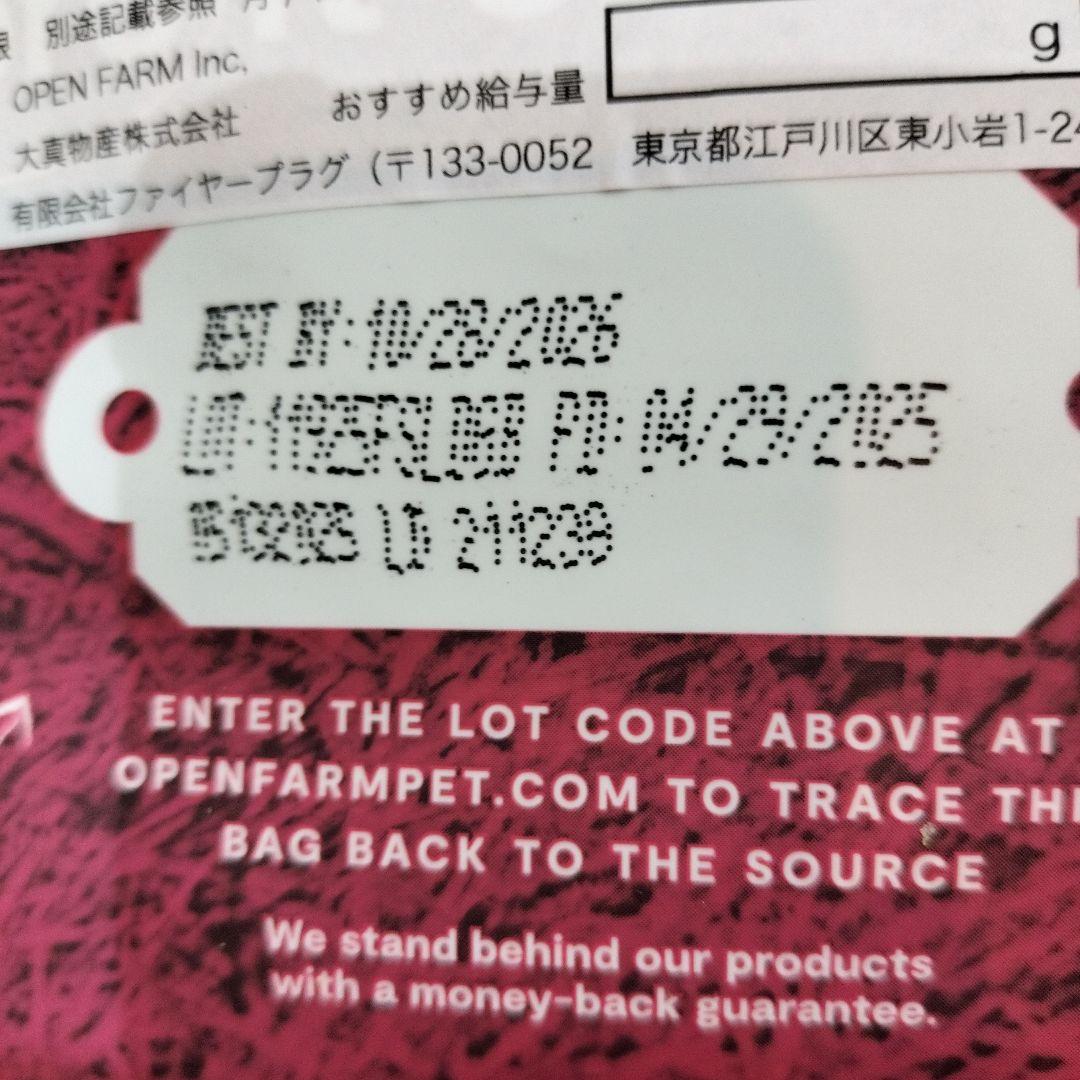 別途記載参照
OPEN FARM Inc,
大真物産株式会社
おすすめ給与量
g
有限会社ファイヤープラグ (〒133-0052 東京都江戸川区東小岩1-24
BEST BY: 10/28/2026
PD: 04/29/2025
ENTER THE LOT CODE ABOVE AT
OPENFARMPET.COM TO TRACE THE
BAG BACK TO THE SOURCE
We stand behind our products
with a money-back guarantee.